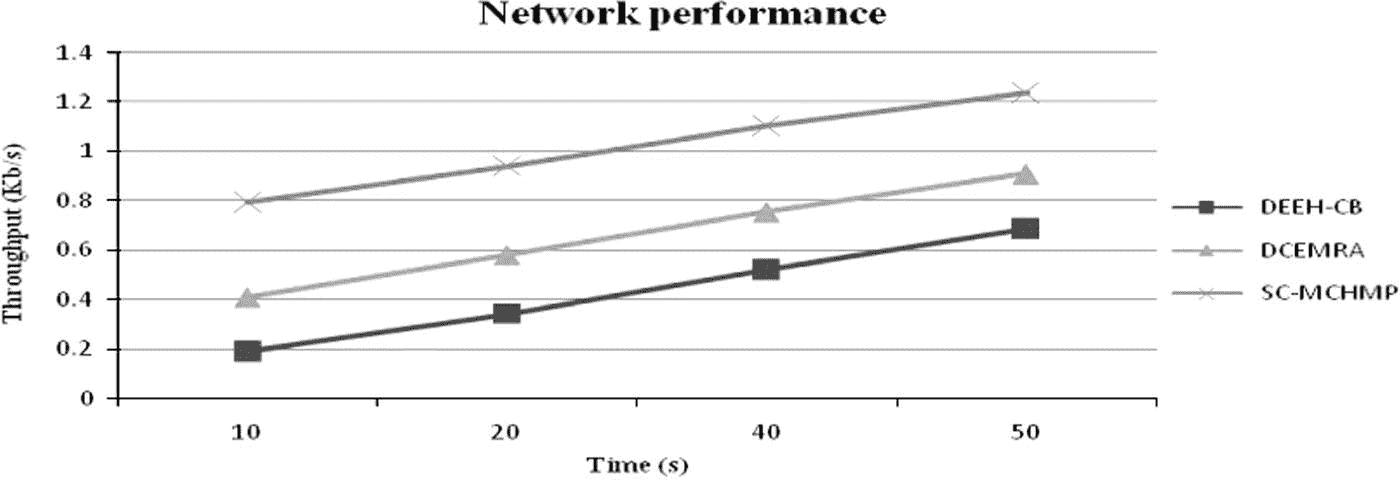 Network performance
1.4
1.2
1
0.8
0.6
0.4
0.2
0
Throughput (Kb/s)
10 20 40 50
Time (s)
DEEH-CB
DCEMRA
SC-MCHMP